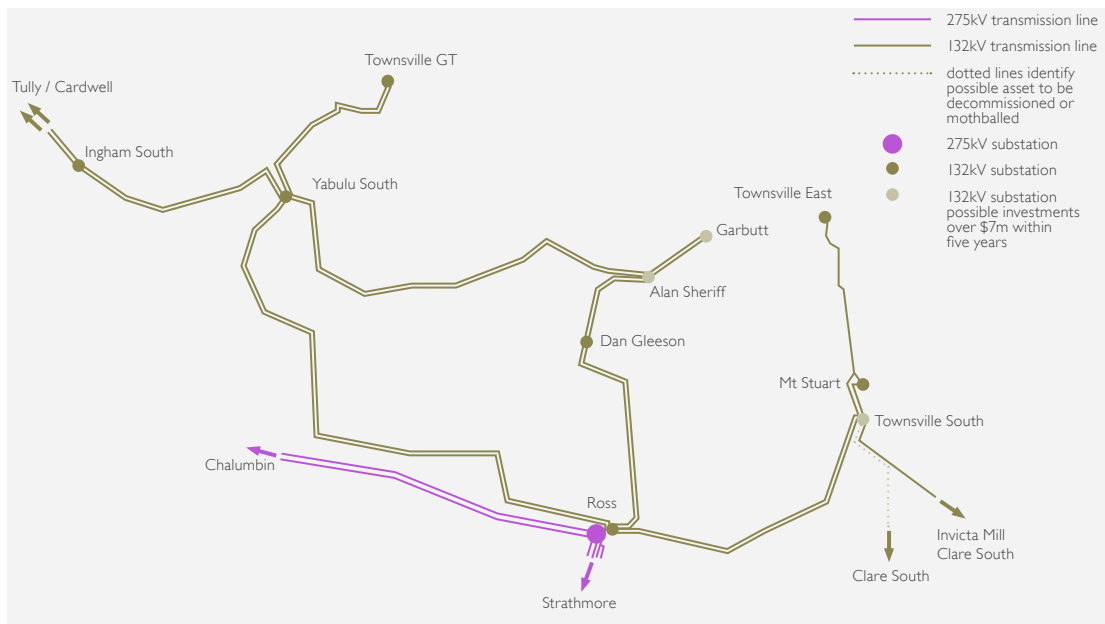 275kV transmission line
132kV transmission line
dotted lines identify
possible asset to be
decommissioned or
mothballed
275kV substation
132kV substation
132kV substation
possible investments
over $7m within
five years
Townsville GT
Tully / Cardwell
Ingham South
Yabulu South
Townsville East
Garbutt
Alan Sheriff
Dan Gleeson
Mt Stuart
Townsville South
Chalumbin
Ross
Invicta Mill
Clare South
Clare South
Strathmore